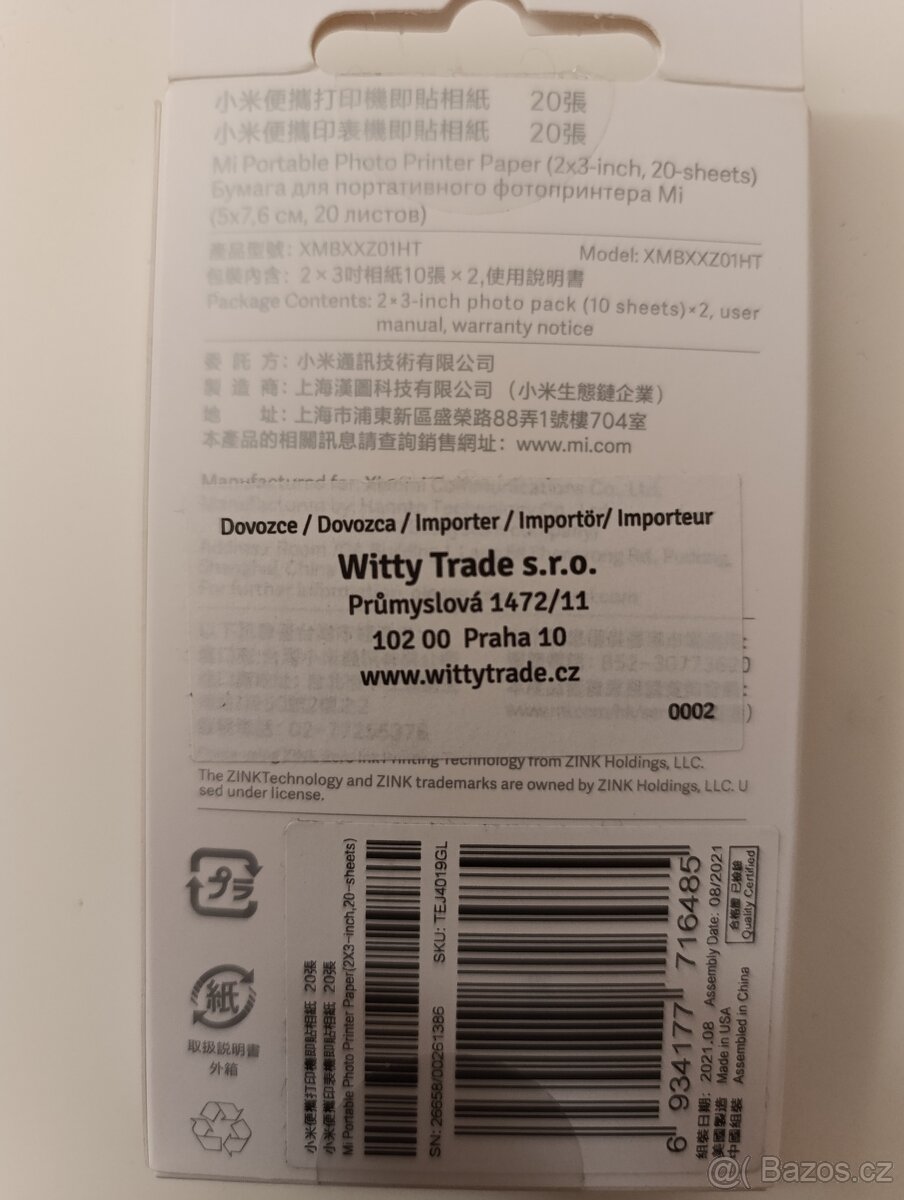 小米便攜打印機即貼相紙 20張
小米便攜印表機即貼相紙 20張
Mi Portable Photo Printer Paper (2x3-inch, 20-sheets)
Бумага для портативного фотопринтера Mi
(5x7,6 см, 20 листов)
產品型號: XMBXXZ01HT Model: XMBXXZ01HT
包裝內含: 2×3吋相紙10張×2,使用說明書
Package Contents: 2×3-inch photo pack (10 sheets)×2, user
manual, warranty notice
委託方: 小米通訊技術有限公司
製造商: 上海漢圖科技有限公司 (小米生態鏈企業)
地址: 上海市浦東新區盛榮路88弄1號樓704室
本產品的相關訊息請查詢銷售網址: www.mi.com
Manufactured for: Communications Co., Ltd.
Dovozce / Dovozca / Importer / Importör/ Importeur
Witty Trade s.r.o.
Průmyslová 1472/11
102 00 Praha 10
www.wittytrade.cz
0002
Technology from ZINK Holdings, LLC.
The ZINKTechnology and ZINK trademarks are owned by ZINK Holdings, LLC. U
sed under license.
プラ
紙
取扱説明書
外箱
小米便攜打印機即貼相紙 20張
小米便攜印表機即貼相紙 20張
Mi Portable Photo Printer Paper(2X3-inch,20-sheets)
SN: 26658/00261386 SKU: TEJ4019GL
6 934177 716485
組裝日期: 2021.08 Assembly Date: 08/2021
美國製造 Made in USA
中國組裝 Assembled in China
合格證 已檢驗
Quality Certified
@( Bazos.cz